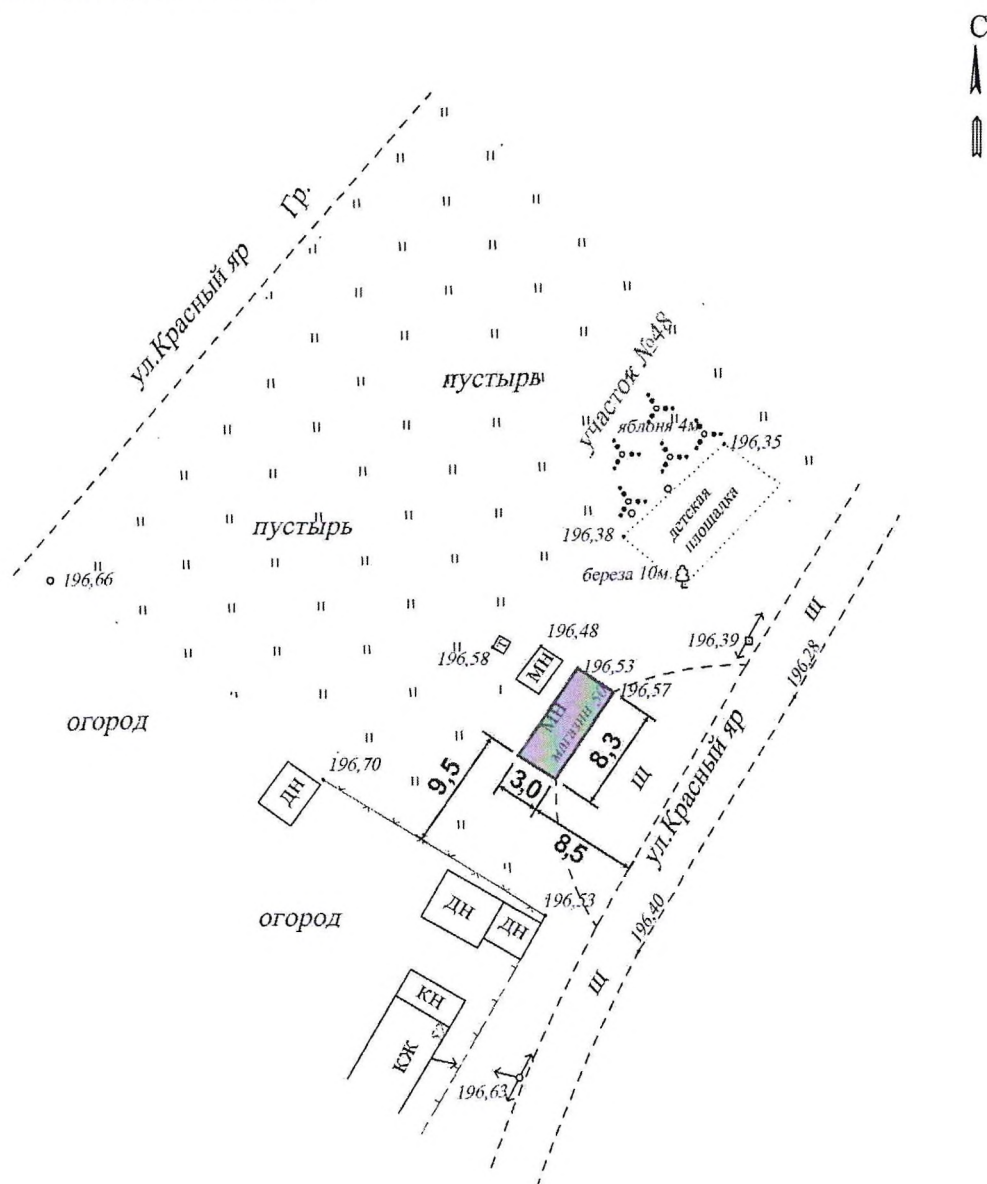 С
Гр.
ул.Красный яр
участок №48
пустырь
яблоня 4м
196,35
детская
площадка
пустырь
196,38
196,66
береза 10м.
Щ
196,48
196,39
196,58
Т
МН
196,53
196,28
196,57
МН
магазин
огород
8,3
Щ
ул.Красный яр
196,70
9,5
3,0
ДН
8,5
196,53
огород
ДН
ДН
196,40
Щ
КН
КЖ
196,63